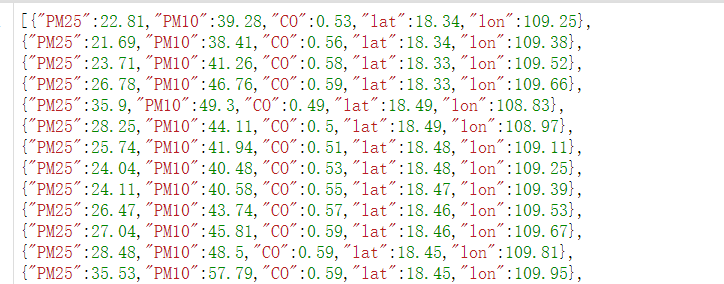 [{"PM25":22.81,"PM10":39.28,"CO":0.53,"lat":18.34,"lon":109.25},
{"PM25":21.69,"PM10":38.41,"CO":0.56,"lat":18.34,"lon":109.38},
{"PM25":23.71,"PM10":41.26,"CO":0.58,"lat":18.33,"lon":109.52},
{"PM25":26.78,"PM10":46.76,"CO":0.59,"lat":18.33,"lon":109.66},
{"PM25":35.9,"PM10":49.3,"CO":0.49,"lat":18.49,"lon":108.83},
{"PM25":28.25,"PM10":44.11,"CO":0.5,"lat":18.49,"lon":108.97},
{"PM25":25.74,"PM10":41.94,"CO":0.51,"lat":18.48,"lon":109.11},
{"PM25":24.04,"PM10":40.48,"CO":0.53,"lat":18.48,"lon":109.25},
{"PM25":24.11,"PM10":40.58,"CO":0.55,"lat":18.47,"lon":109.39},
{"PM25":26.47,"PM10":43.74,"CO":0.57,"lat":18.46,"lon":109.53},
{"PM25":27.04,"PM10":45.81,"CO":0.59,"lat":18.46,"lon":109.67},
{"PM25":28.48,"PM10":48.5,"CO":0.59,"lat":18.45,"lon":109.81},
{"PM25":35.53,"PM10":57.79,"CO":0.59,"lat":18.45,"lon":109.95},